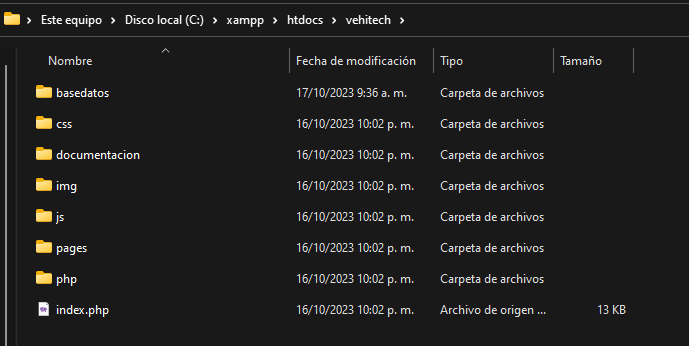 Este equipo > Disco local (C:) > xampp > htdocs > vehitech >
Nombre Fecha de modificación Tipo Tamaño
basedatos 17/10/2023 9:36 a. m. Carpeta de archivos
css 16/10/2023 10:02 p. m. Carpeta de archivos
documentacion 16/10/2023 10:02 p. m. Carpeta de archivos
img 16/10/2023 10:02 p. m. Carpeta de archivos
js 16/10/2023 10:02 p. m. Carpeta de archivos
pages 16/10/2023 10:02 p. m. Carpeta de archivos
php 16/10/2023 10:02 p. m. Carpeta de archivos
index.php 16/10/2023 10:02 p. m. Archivo de origen ... 13 KB